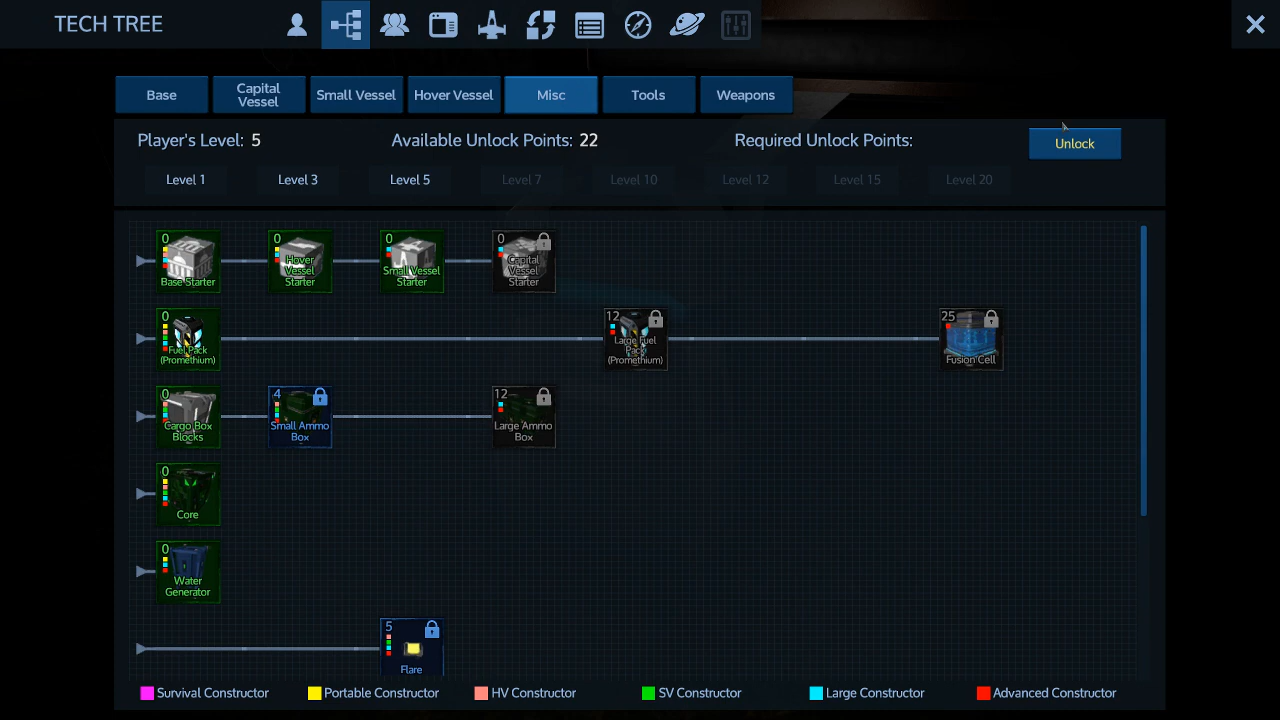 TECH TREE
Base
Capital
Vessel
Small Vessel
Hover Vessel
Misc
Tools
Weapons
Player's Level: 5
Available Unlock Points: 22
Required Unlock Points:
Unlock
Level 1
Level 3
Level 5
Level 7
Level 10
Level 12
Level 15
Level 20
0
Base Starter
0
Hover
Vessel
Starter
0
Small Vessel
Starter
0
Capital
Vessel
Starter
0
Fuel Pack
(Promethium)
12
Large Fuel
Pack
(Promethium)
25
Fusion Cell
0
Cargo Box
Blocks
4
Small Ammo
Box
12
Large Ammo
Box
0
Core
0
Water
Generator
5
Flare
Survival Constructor
Portable Constructor
HV Constructor
SV Constructor
Large Constructor
Advanced Constructor